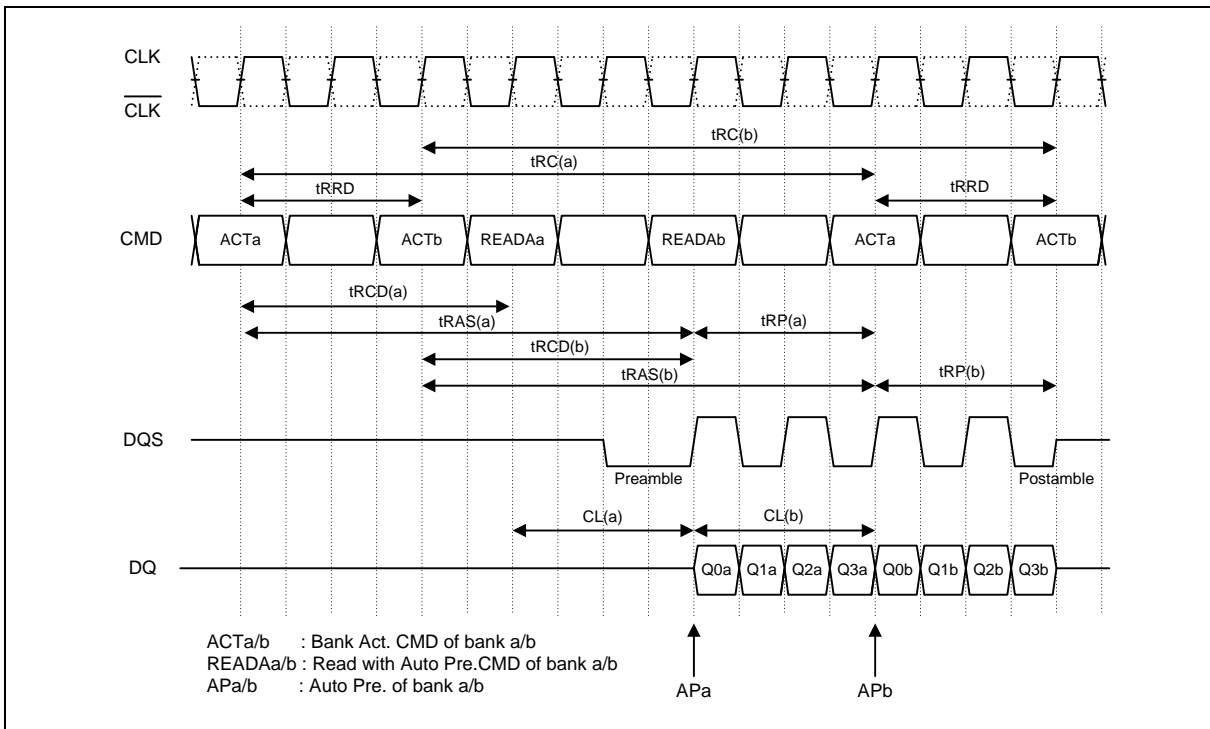 CLK
CLK
tRC(b)
tRC(a)
tRRD
tRRD
CMD
ACTa
ACTb
READAa
READAb
ACTa
ACTb
tRCD(a)
tRAS(a)
tRP(a)
tRCD(b)
tRAS(b)
tRP(b)
DQS
Preamble
Postamble
CL(a)
CL(b)
DQ
Q0a
Q1a
Q2a
Q3a
Q0b
Q1b
Q2b
Q3b
ACTa/b : Bank Act. CMD of bank a/b
READAa/b : Read with Auto Pre.CMD of bank a/b
APa/b : Auto Pre. of bank a/b
APa
APb